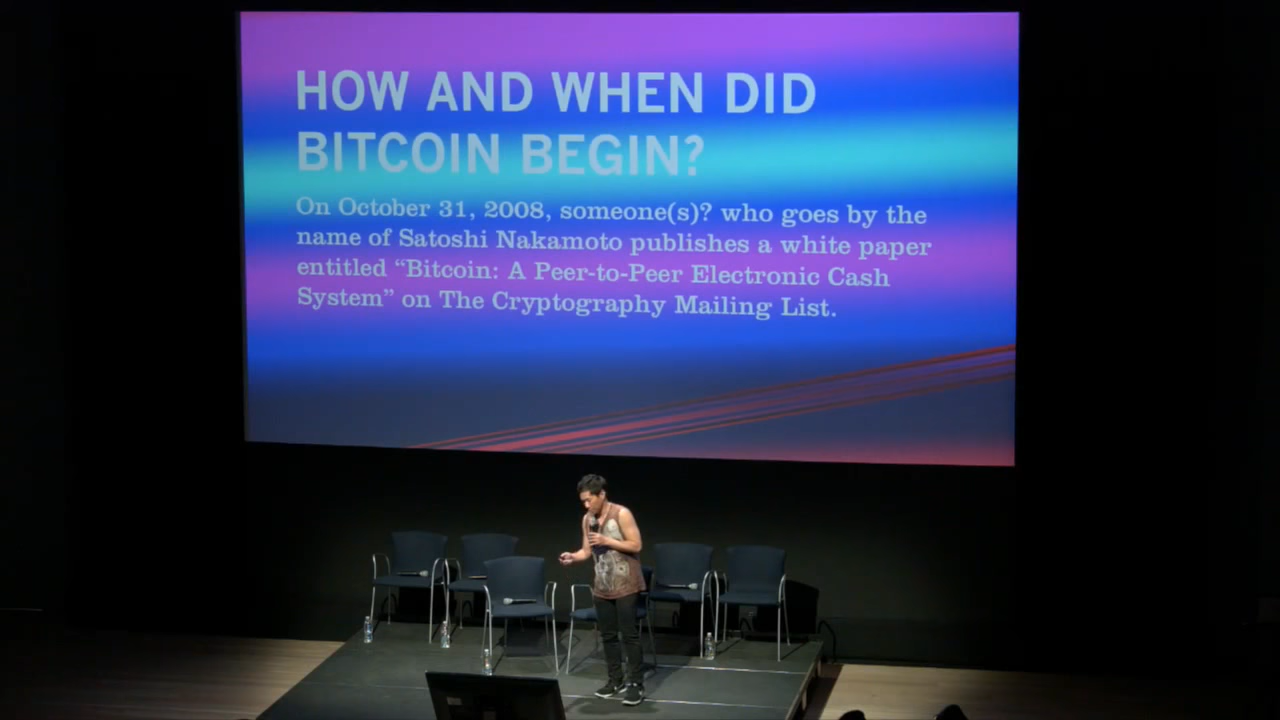 HOW AND WHEN DID
BITCOIN BEGIN?
On October 31, 2008, someone(s)? who goes by the
name of Satoshi Nakamoto publishes a white paper
entitled “Bitcoin: A Peer-to-Peer Electronic Cash
System” on The Cryptography Mailing List.